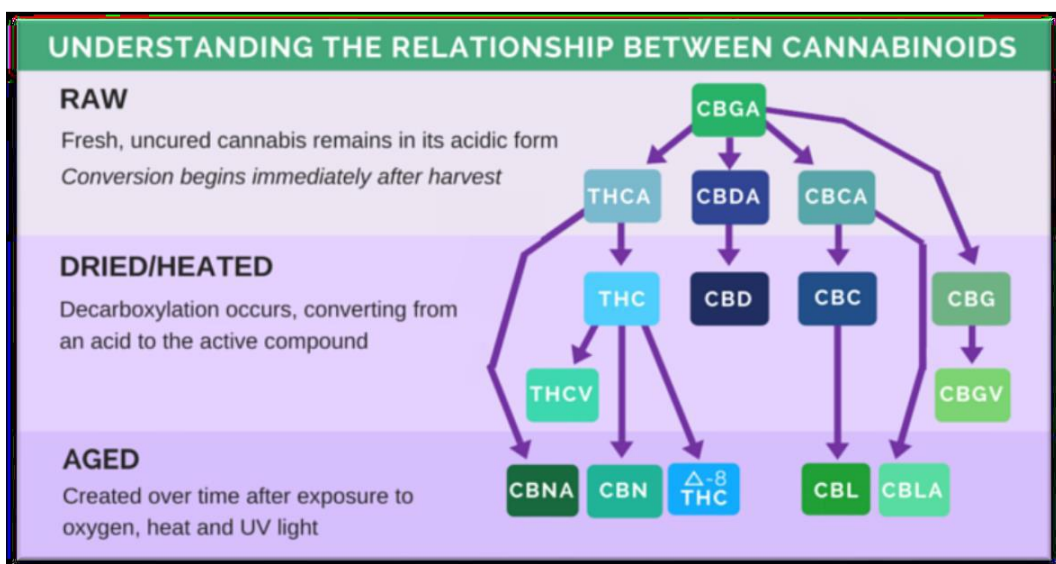 UNDERSTANDING THE RELATIONSHIP BETWEEN CANNABINOIDS
RAW
Fresh, uncured cannabis remains in its acidic form
Conversion begins immediately after harvest
CBGA
THCA
CBDA
CBCA
DRIED/HEATED
Decarboxylation occurs, converting from
an acid to the active compound
THC
CBD
CBC
CBG
THCV
CBGV
AGED
Created over time after exposure to
oxygen, heat and UV light
CBNA
CBN
△-8
THC
CBL
CBLA